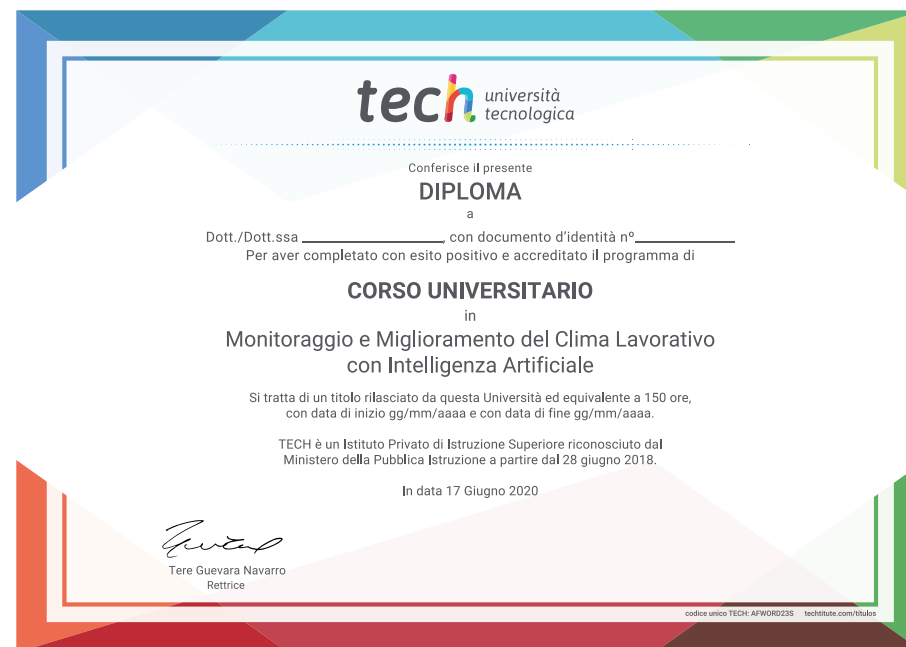 tech università
tecnologica
Conferisce il presente
DIPLOMA
a
Dott./Dott.ssa ____________________, con documento d'identità nº______________
Per aver completato con esito positivo e accreditato il programma di
CORSO UNIVERSITARIO
in
Monitoraggio e Miglioramento del Clima Lavorativo
con Intelligenza Artificiale
Si tratta di un titolo rilasciato da questa Università ed equivalente a 150 ore,
con data di inizio gg/mm/aaaa e con data di fine gg/mm/aaaa.
TECH è un Istituto Privato di Istruzione Superiore riconosciuto dal
Ministero della Pubblica Istruzione a partire dal 28 giugno 2018.
In data 17 Giugno 2020
Tere Guevara Navarro
Rettrice
codice unico TECH: AFWORD23S techtitute.com/titulos